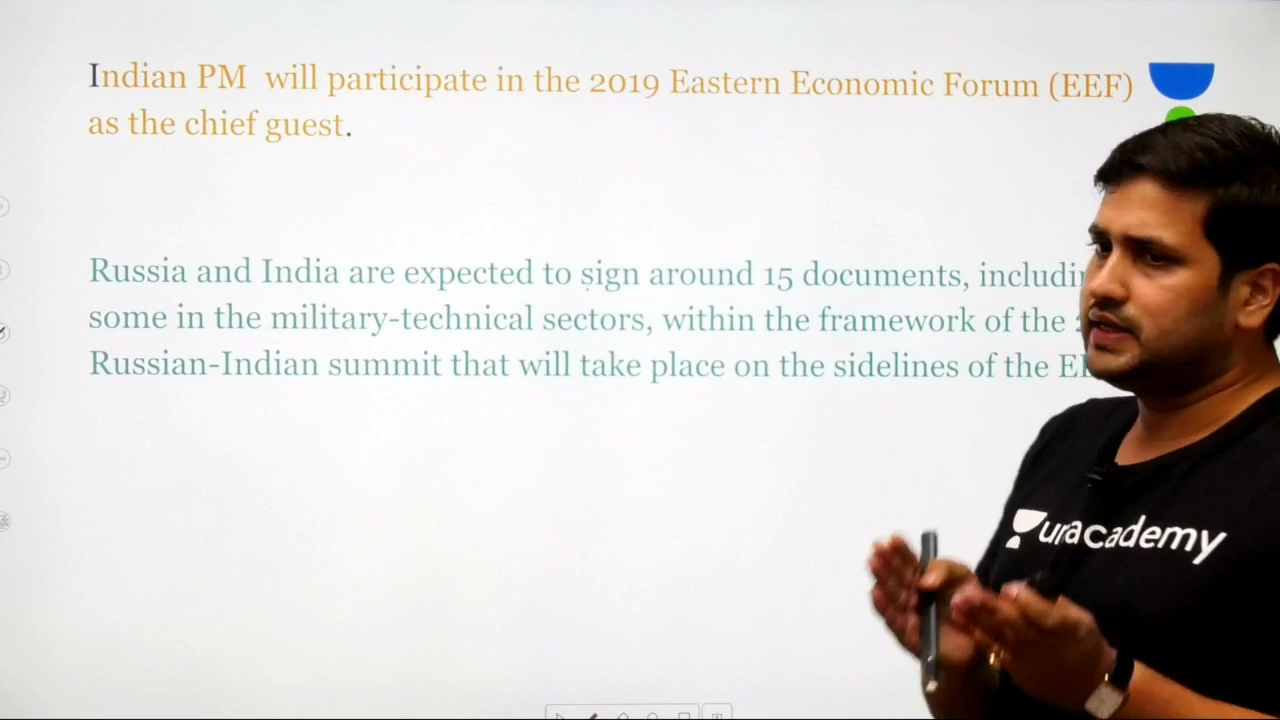 Indian PM will participate in the 2019 Eastern Economic Forum (EEF)
as the chief guest.
Russia and India are expected to sign around 15 documents,
some in the military-technical sectors, within the framework of the
Russian-Indian summit that will take place on the sidelines of the